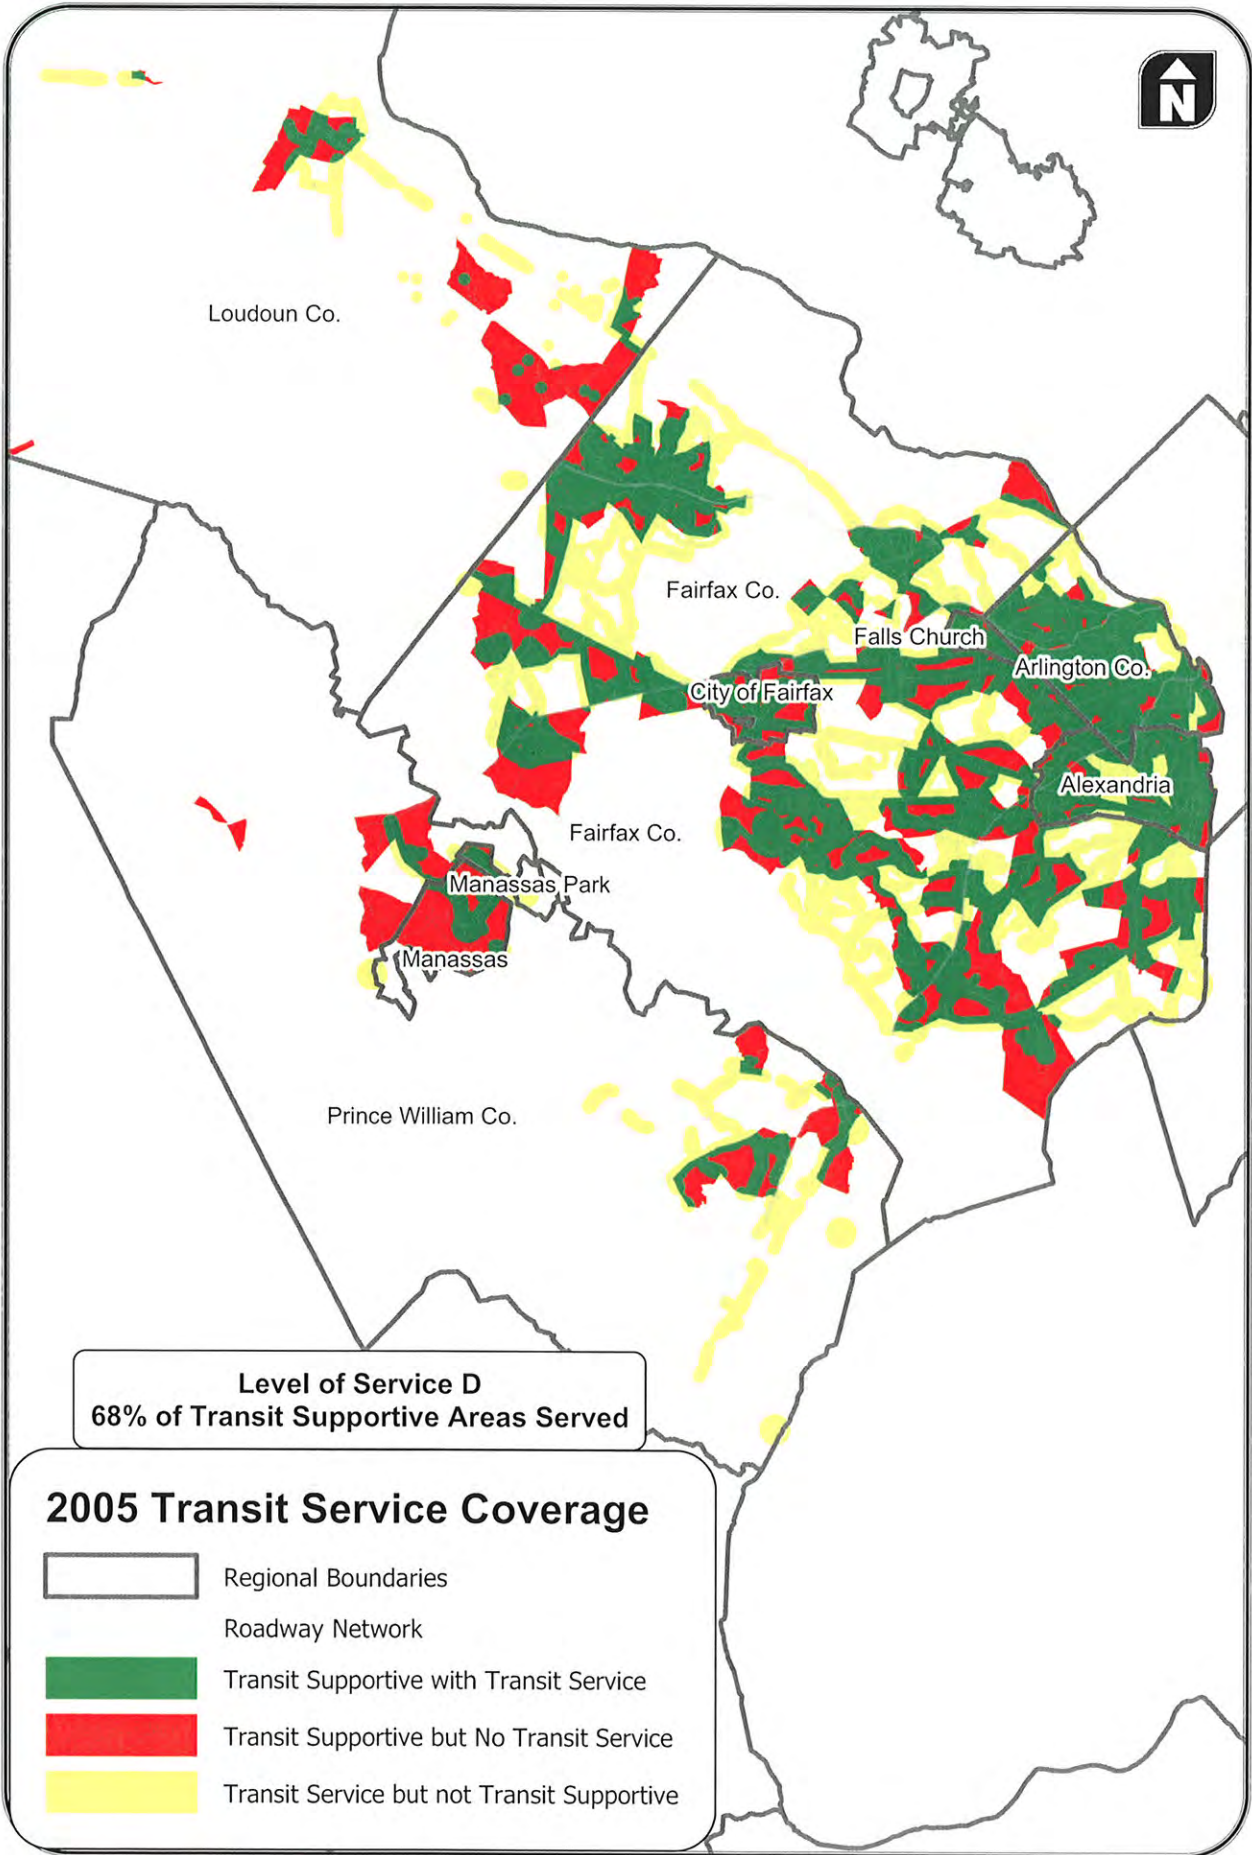 N
Loudoun Co.
Fairfax Co.
Falls Church
Arlington Co.
City of Fairfax
Alexandria
Fairfax Co.
Manassas Park
Manassas
Prince William Co.
Level of Service D
68% of Transit Supportive Areas Served
2005 Transit Service Coverage
Regional Boundaries
Roadway Network
Transit Supportive with Transit Service
Transit Supportive but No Transit Service
Transit Service but not Transit Supportive